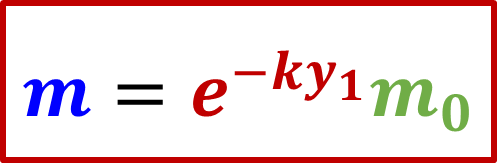 m = e^{-ky_1}m_0